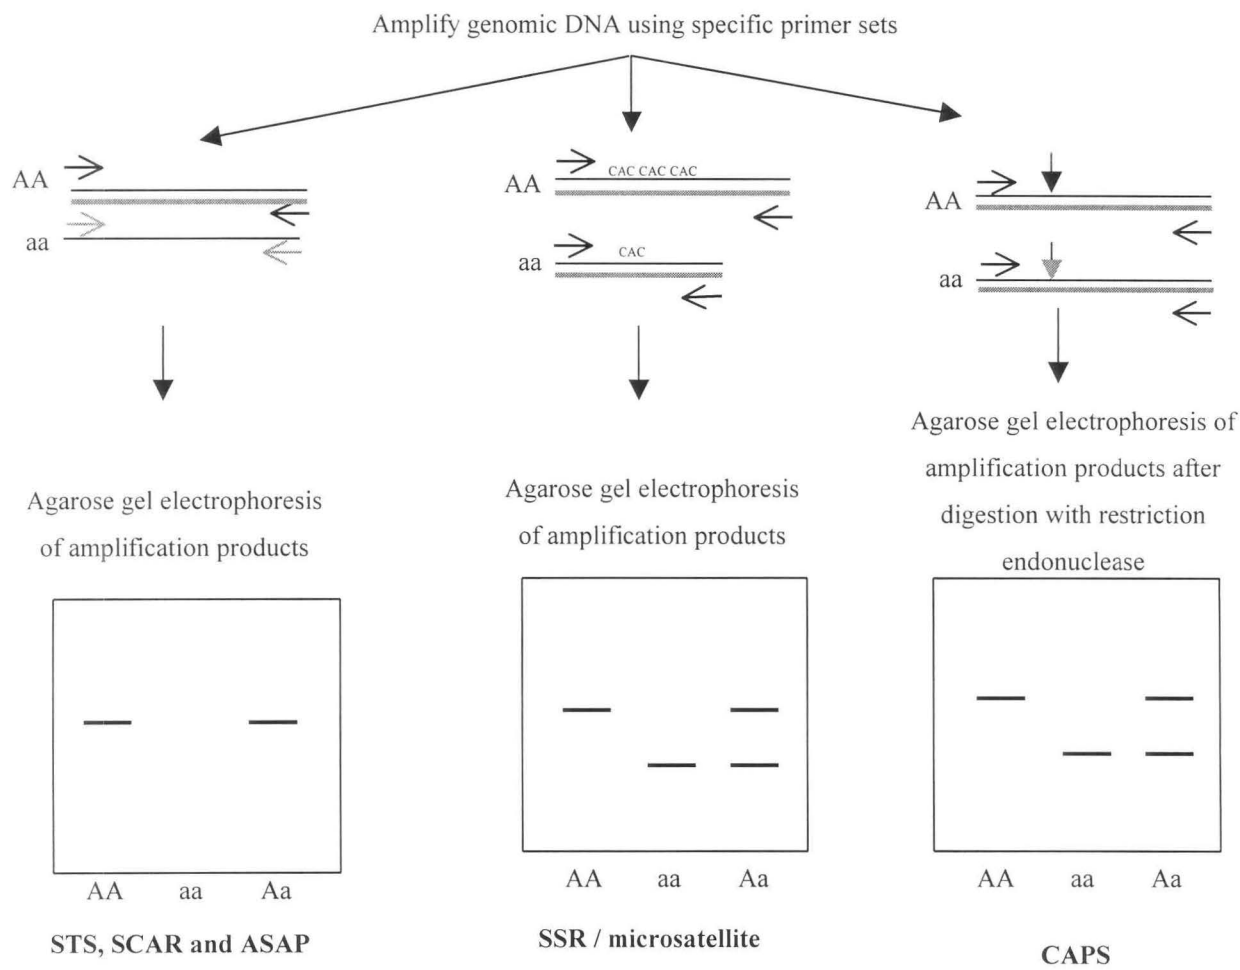 Amplify genomic DNA using specific primer sets
AA
aa
Agarose gel electrophoresis
of amplification products
AA aa Aa
STS, SCAR and ASAP
CAC CAC CAC
AA
CAC
aa
Agarose gel electrophoresis
of amplification products
AA aa Aa
SSR / microsatellite
AA
aa
Agarose gel electrophoresis of
amplification products after
digestion with restriction
endonuclease
AA aa Aa
CAPS